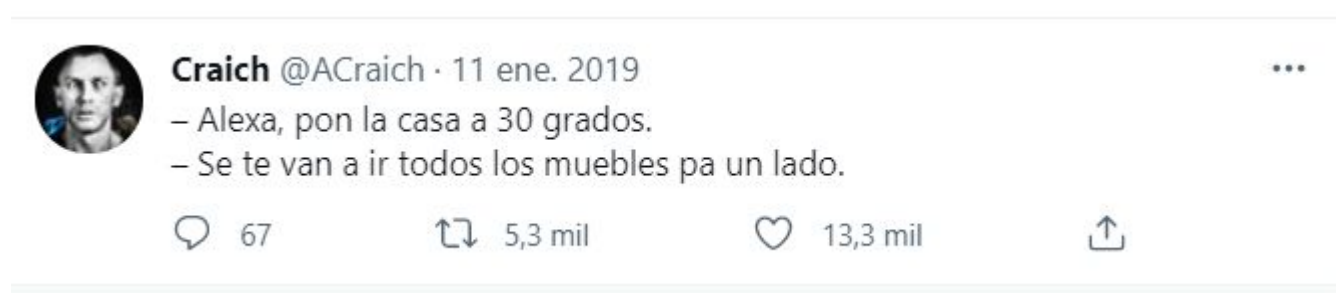 Craich @ACraich · 11 ene. 2019
– Alexa, pon la casa a 30 grados.
– Se te van a ir todos los muebles pa un lado.
67 5,3 mil 13,3 mil